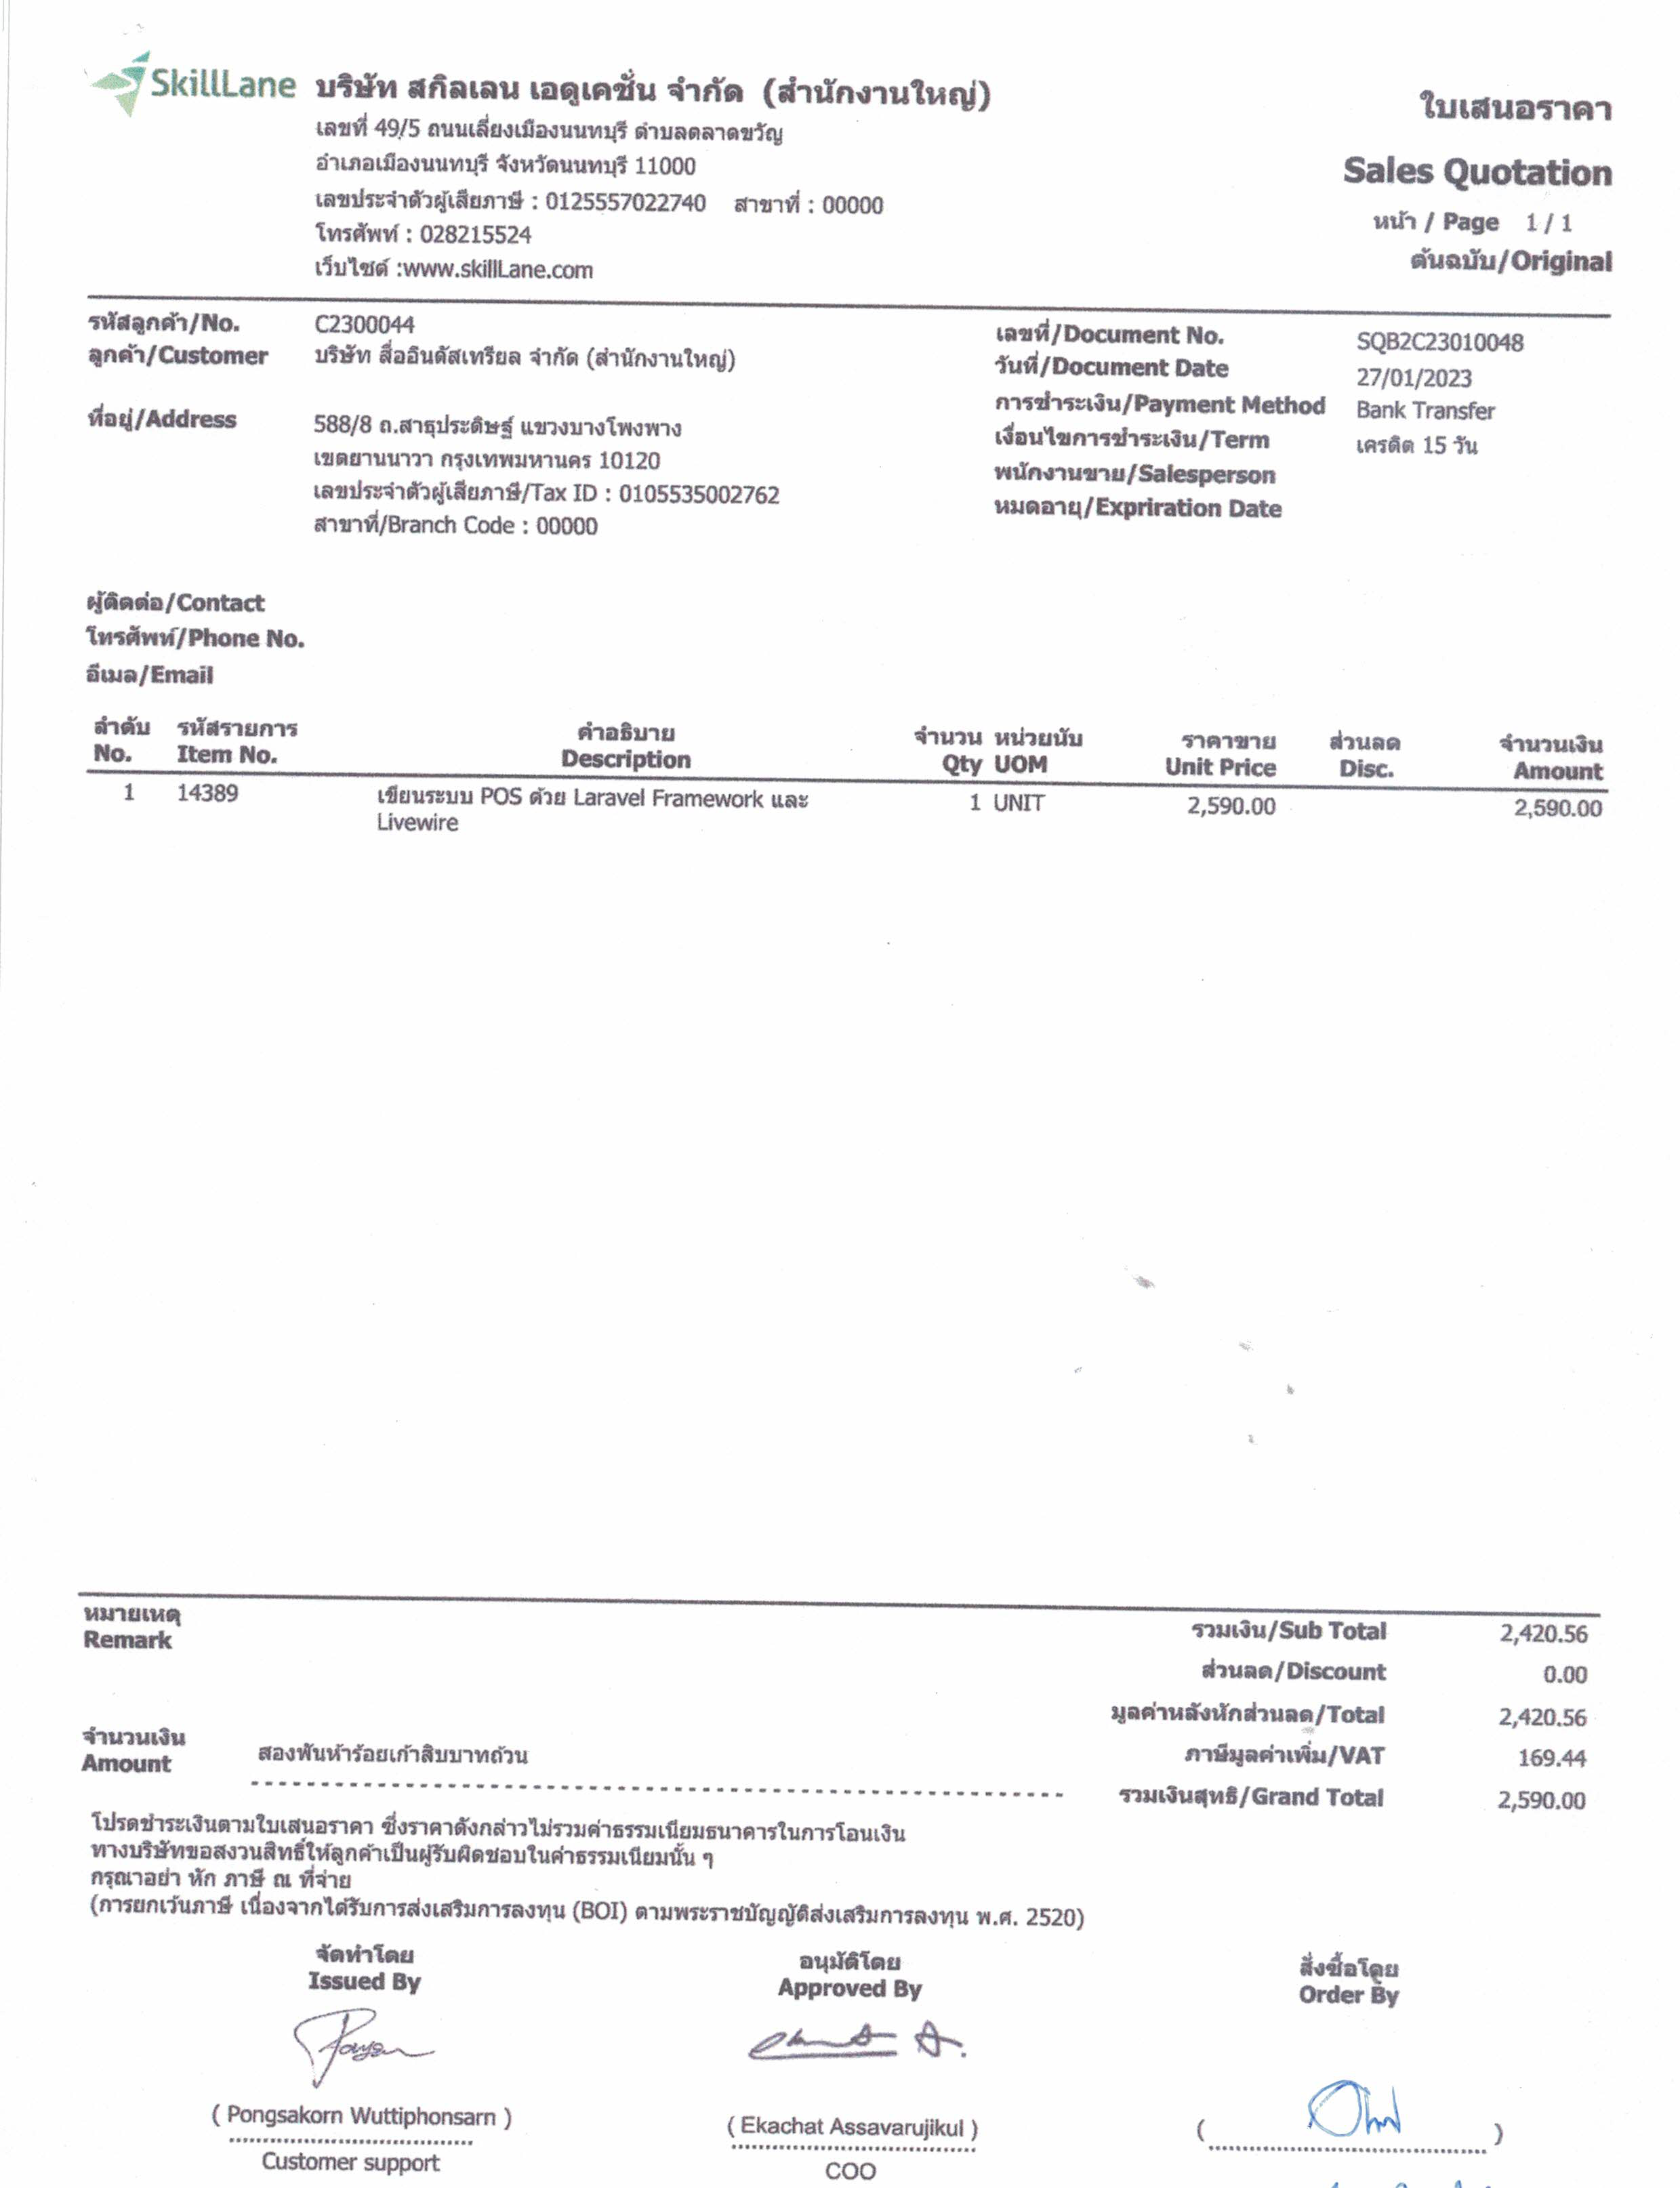 SkillLane บริษัท สกิลเลน เอดูเคชั่น จำกัด (สำนักงานใหญ่)
เลขที่ 49/5 ถนนเลี่ยงเมืองนนทบุรี ตำบลตลาดขวัญ
อำเภอเมืองนนทบุรี จังหวัดนนทบุรี 11000
เลขประจำตัวผู้เสียภาษี : 0125557022740 สาขาที่ : 00000
โทรศัพท์ : 028215524
เว็บไซต์ :www.skillLane.com
ใบเสนอราคา
Sales Quotation
หน้า / Page 1 / 1
ต้นฉบับ/Original
รหัสลูกค้า/No. C2300044
ลูกค้า/Customer บริษัท สื่ออินดัสเทรียล จำกัด (สำนักงานใหญ่)
ที่อยู่/Address 588/8 ถ.สาธุประดิษฐ์ แขวงบางโพงพาง
เขตยานนาวา กรุงเทพมหานคร 10120
เลขประจำตัวผู้เสียภาษี/Tax ID : 0105535002762
สาขาที่/Branch Code : 00000
เลขที่/Document No. SQB2C23010048
วันที่/Document Date 27/01/2023
การชำระเงิน/Payment Method Bank Transfer
เงื่อนไขการชำระเงิน/Term เครดิต 15 วัน
พนักงานขาย/Salesperson
หมดอายุ/Expriration Date
ผู้ติดต่อ/Contact
โทรศัพท์/Phone No.
อีเมล/Email
ลำดับ รหัสรายการ คำอธิบาย จำนวน หน่วยนับ ราคาขาย ส่วนลด จำนวนเงิน
No. Item No. Description Qty UOM Unit Price Disc. Amount
1 14389 เขียนระบบ POS ด้วย Laravel Framework และ 1 UNIT 2,590.00 2,590.00
Livewire
หมายเหตุ
Remark
รวมเงิน/Sub Total 2,420.56
ส่วนลด/Discount 0.00
มูลค่าหลังหักส่วนลด/Total 2,420.56
ภาษีมูลค่าเพิ่ม/VAT 169.44
รวมเงินสุทธิ/Grand Total 2,590.00
จำนวนเงิน
Amount สองพันห้าร้อยเก้าสิบบาทถ้วน
โปรดชำระเงินตามใบเสนอราคา ซึ่งราคาดังกล่าวไม่รวมค่าธรรมเนียมธนาคารในการโอนเงิน
ทางบริษัทขอสงวนสิทธิ์ให้ลูกค้าเป็นผู้รับผิดชอบในค่าธรรมเนียมนั้น ๆ
กรุณาอย่า หัก ภาษี ณ ที่จ่าย
(การยกเว้นภาษี เนื่องจากได้รับการส่งเสริมการลงทุน (BOI) ตามพระราชบัญญัติส่งเสริมการลงทุน พ.ศ. 2520)
จัดทำโดย
Issued By
( Pongsakorn Wuttiphonsarn )
Customer support
อนุมัติโดย
Approved By
( Ekachat Assavarujikul )
COO
สั่งซื้อโดย
Order By
( )